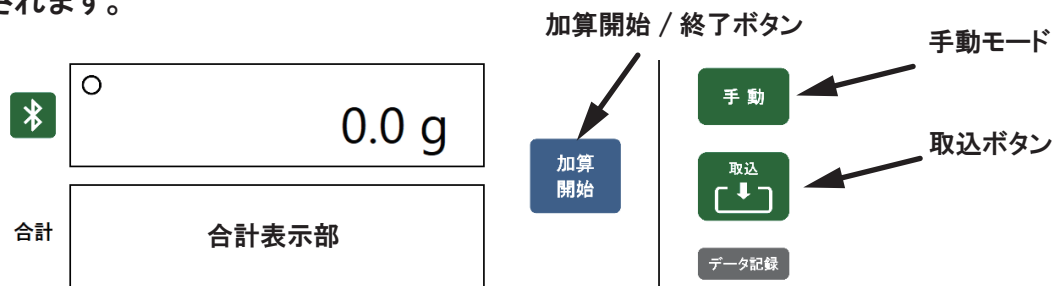 されます。
加算開始 / 終了ボタン
手動モード
0.0 g
手 動
取込ボタン
加算
開始
取込
合計
合計表示部
データ記録